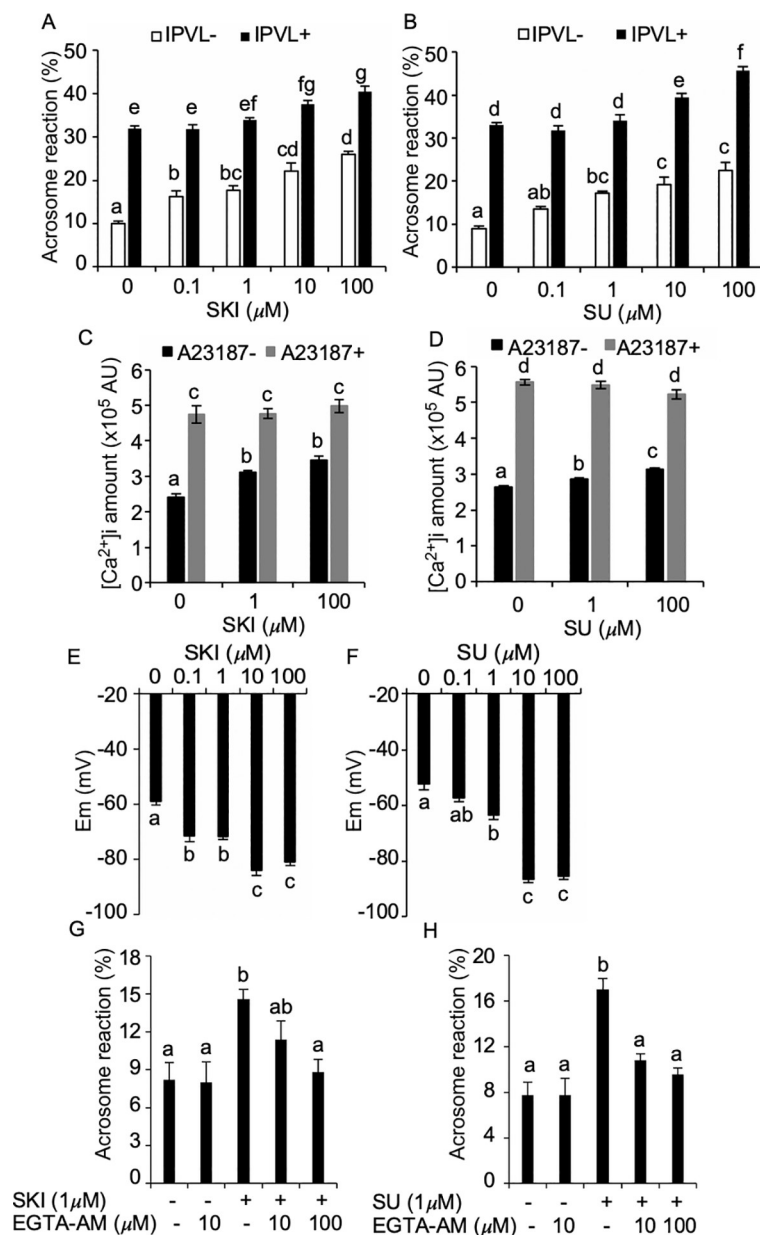 A
IPVL- IPVL+
Acrosome reaction (%)
50
40
30
20
10
0
a e b e bc ef cd fg d g
0 0.1 1 10 100
SKI (μM)
B
IPVL- IPVL+
Acrosome reaction (%)
50
40
30
20
10
0
a d ab d bc d c e c f
0 0.1 1 10 100
SU (μM)
C
A23187- A23187+
[Ca²⁺]i amount (x10⁵ AU)
6
5
4
3
2
1
0
a c b c b c
0 1 100
SKI (μM)
D
A23187- A23187+
[Ca²⁺]i amount (x10⁵ AU)
6
5
4
3
2
1
0
a d b d c d
0 1 100
SU (μM)
E
SKI (μM)
0 0.1 1 10 100
Em (mV)
-20
-40
-60
-80
-100
a b b c c
F
SU (μM)
0 0.1 1 10 100
Em (mV)
-20
-40
-60
-80
-100
a ab b c c
G
Acrosome reaction (%)
18
15
12
9
6
3
0
a a b ab a
SKI (1μM) - - + + +
EGTA-AM (μM) - 10 - 10 100
H
Acrosome reaction (%)
20
16
12
8
4
0
a a b a a
SU (1μM) - - + + +
EGTA-AM (μM) - 10 - 10 100